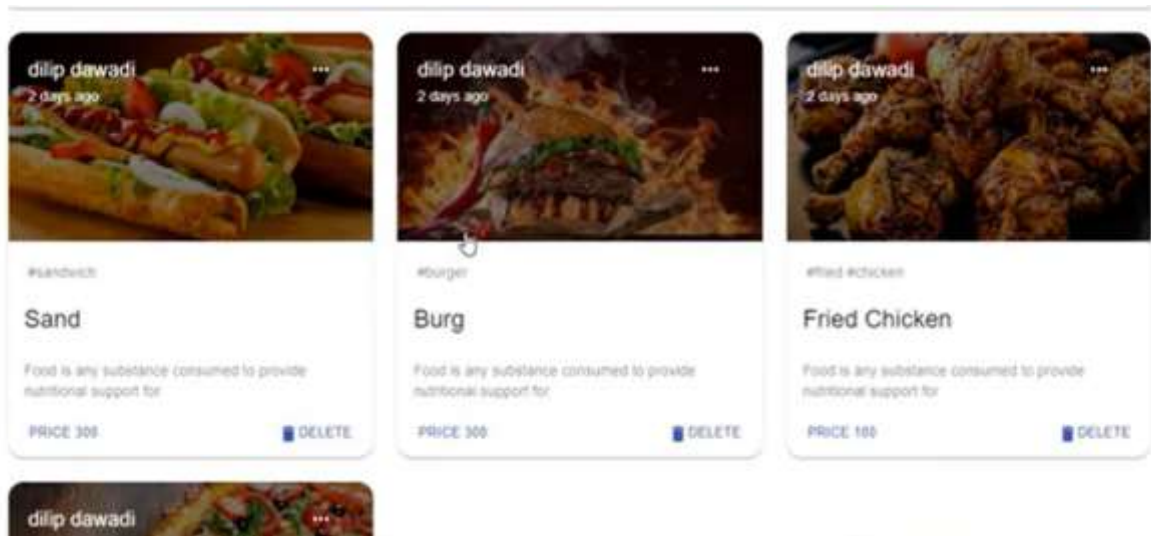 dilip dawadi
2 days ago
#sandwich
Sand
Food is any substance consumed to provide
nutritional support for
PRICE 300
DELETE
dilip dawadi
2 days ago
#burger
Burg
Food is any substance consumed to provide
nutritional support for
PRICE 300
DELETE
dilip dawadi
2 days ago
#fried #chicken
Fried Chicken
Food is any substance consumed to provide
nutritional support for
PRICE 100
DELETE
dilip dawadi